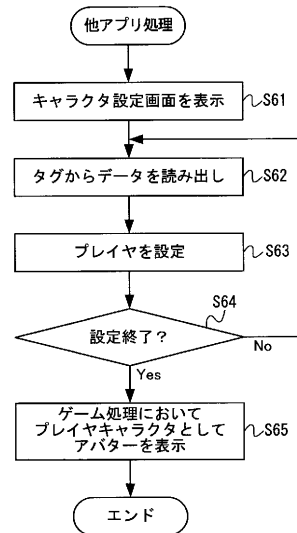 他アプリ処理
キャラクタ設定画面を表示
S61
タグからデータを読み出し
S62
プレイヤを設定
S63
S64
設定終了?
No
Yes
ゲーム処理において
プレイヤキャラクタとして
アバターを表示
S65
エンド